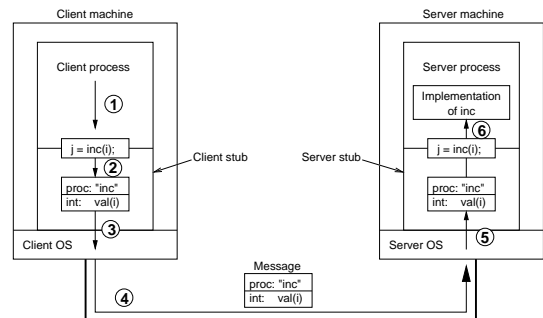 Client machine
Client process
1
j = inc(i);
2
proc: "inc"
int: val(i)
3
Client OS
Client stub
Server machine
Server process
Implementation
of inc
6
j = inc(i);
Server stub
proc: "inc"
int: val(i)
5
Server OS
Message
proc: "inc"
int: val(i)
4